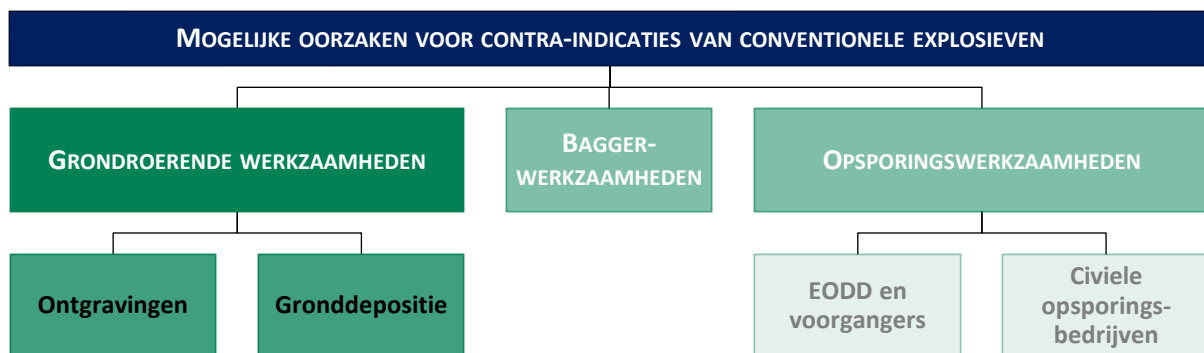 MOGELIJKE OORZAKEN VOOR CONTRA-INDICATIES VAN CONVENTIONELE EXPLOSIEVEN
GRONDROERENDE WERKZAAMHEDEN
BAGGER-
WERKZAAMHEDEN
OPSPORINGSWERKZAAMHEDEN
Ontgravingen
Gronddepositie
EODD en
voorgangers
Civiele
opsporings-
bedrijven